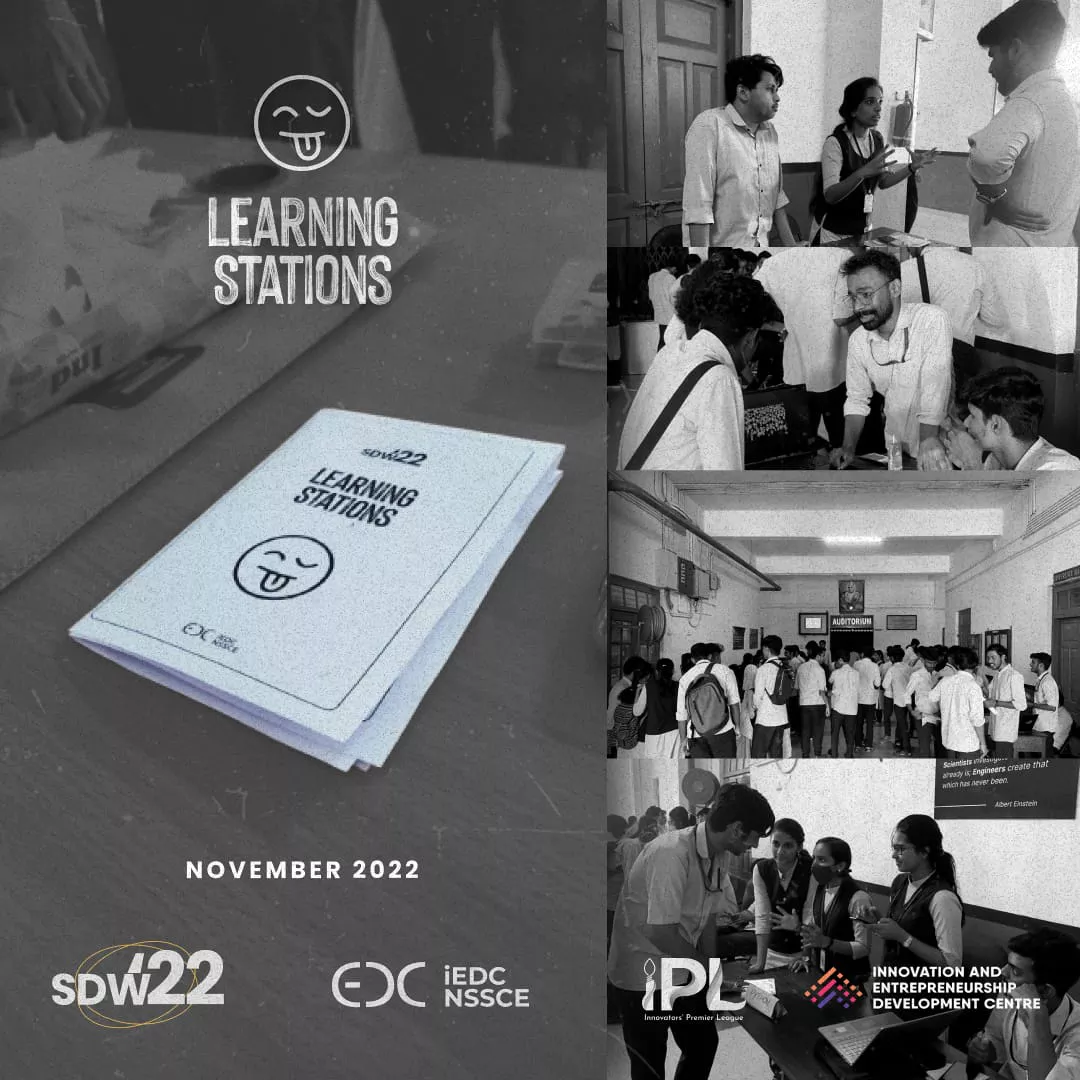 LEARNING
STATIONS
SDW22
LEARNING
STATIONS
iEDC
NSSCE
NOVEMBER 2022
SDW22
iEDC
NSSCE
AUDITORIUM
Scientists investigate
already is; Engineers create that
which has never been.
Albert Einstein
iPL
Innovators' Premier League
INNOVATION AND
ENTREPRENEURSHIP
DEVELOPMENT CENTRE